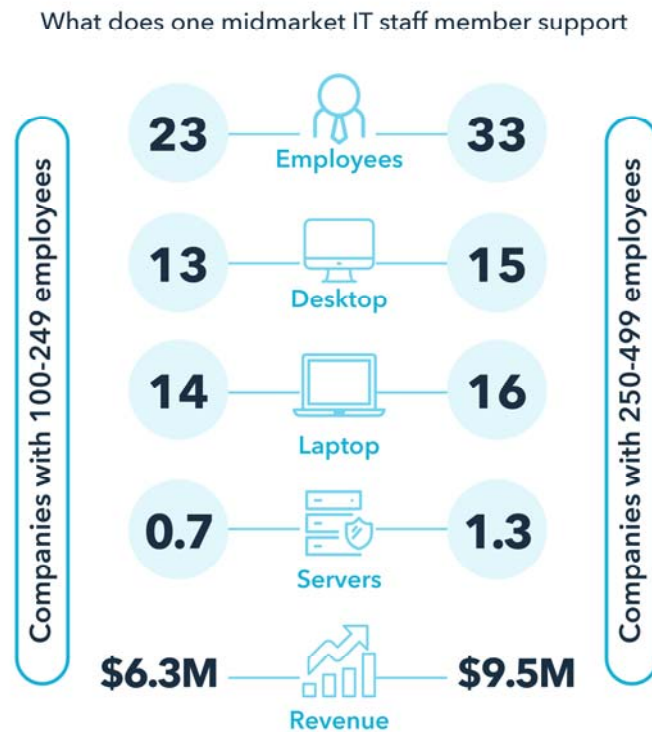 What does one midmarket IT staff member support
Companies with 100-249 employees
23
Employees
33
13
Desktop
15
14
Laptop
16
0.7
Servers
1.3
$6.3M
Revenue
$9.5M
Companies with 250-499 employees